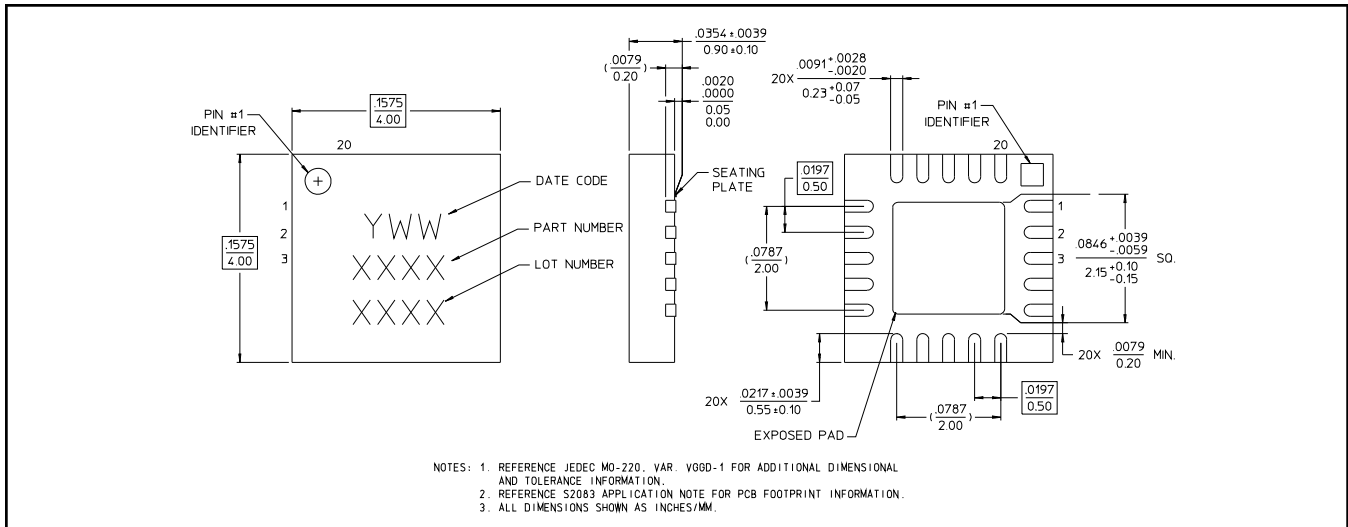 PIN #1
IDENTIFIER
.1575
4.00
20
.1575
4.00
1
2
3
YWW
XXXX
XXXX
DATE CODE
PART NUMBER
LOT NUMBER
.0354 ±.0039
0.90 ±0.10
( .0079 )
0.20
.0020
.0000
0.05
0.00
SEATING
PLATE
20X .0091 +.0028 -.0020
0.23 +0.07 -0.05
PIN #1
IDENTIFIER
20
.0197
0.50
( .0787 )
2.00
1
2
3
.0846 +.0039 -.0059 SQ.
2.15 +0.10 -0.15
20X .0079 MIN.
0.20
20X .0217 ±.0039
0.55 ±0.10
( .0787 )
2.00
.0197
0.50
EXPOSED PAD
NOTES: 1. REFERENCE JEDEC MO-220, VAR. VGGD-1 FOR ADDITIONAL DIMENSIONAL
AND TOLERANCE INFORMATION.
2. REFERENCE S2083 APPLICATION NOTE FOR PCB FOOTPRINT INFORMATION.
3. ALL DIMENSIONS SHOWN AS INCHES/MM.